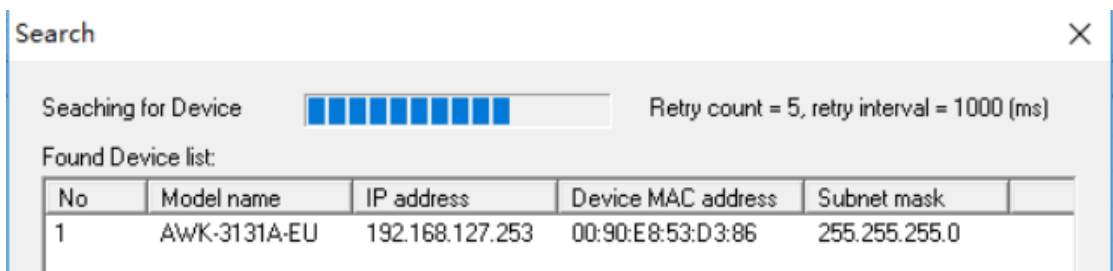 Search
Seaching for Device Retry count = 5, retry interval = 1000 (ms)
Found Device list:
No Model name IP address Device MAC address Subnet mask
1 AWK-3131A-EU 192.168.127.253 00:90:E8:53:D3:86 255.255.255.0